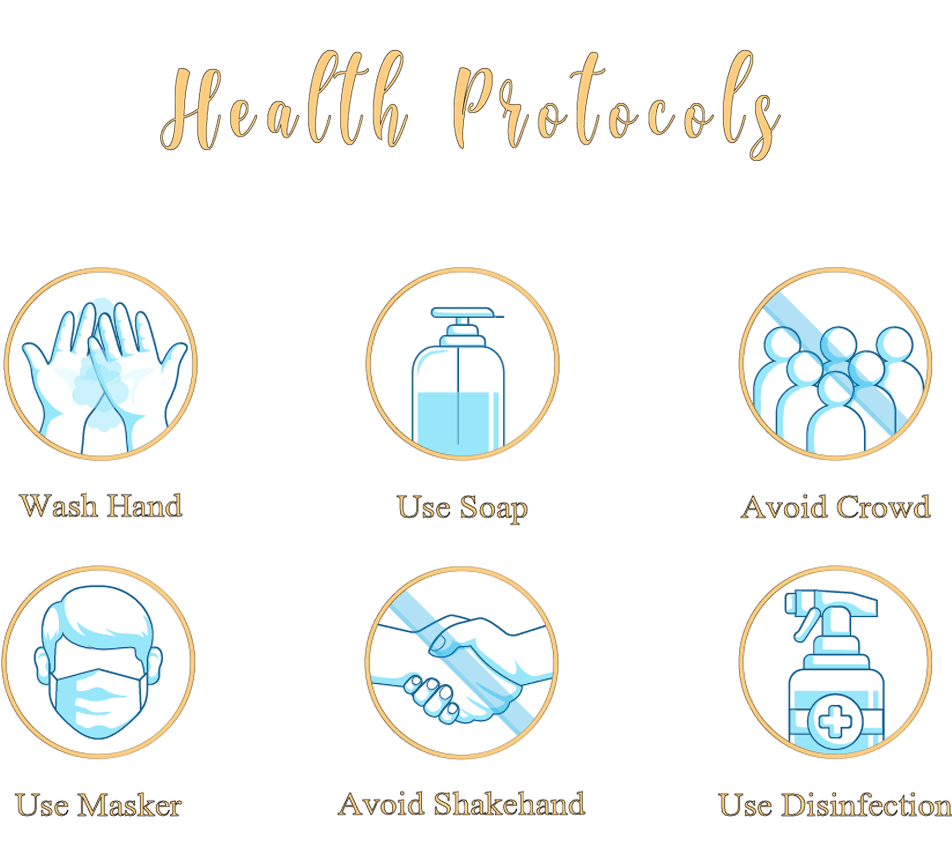 Health Protocols
Wash Hand
Use Soap
Avoid Crowd
Use Masker
Avoid Shakehand
Use Disinfection